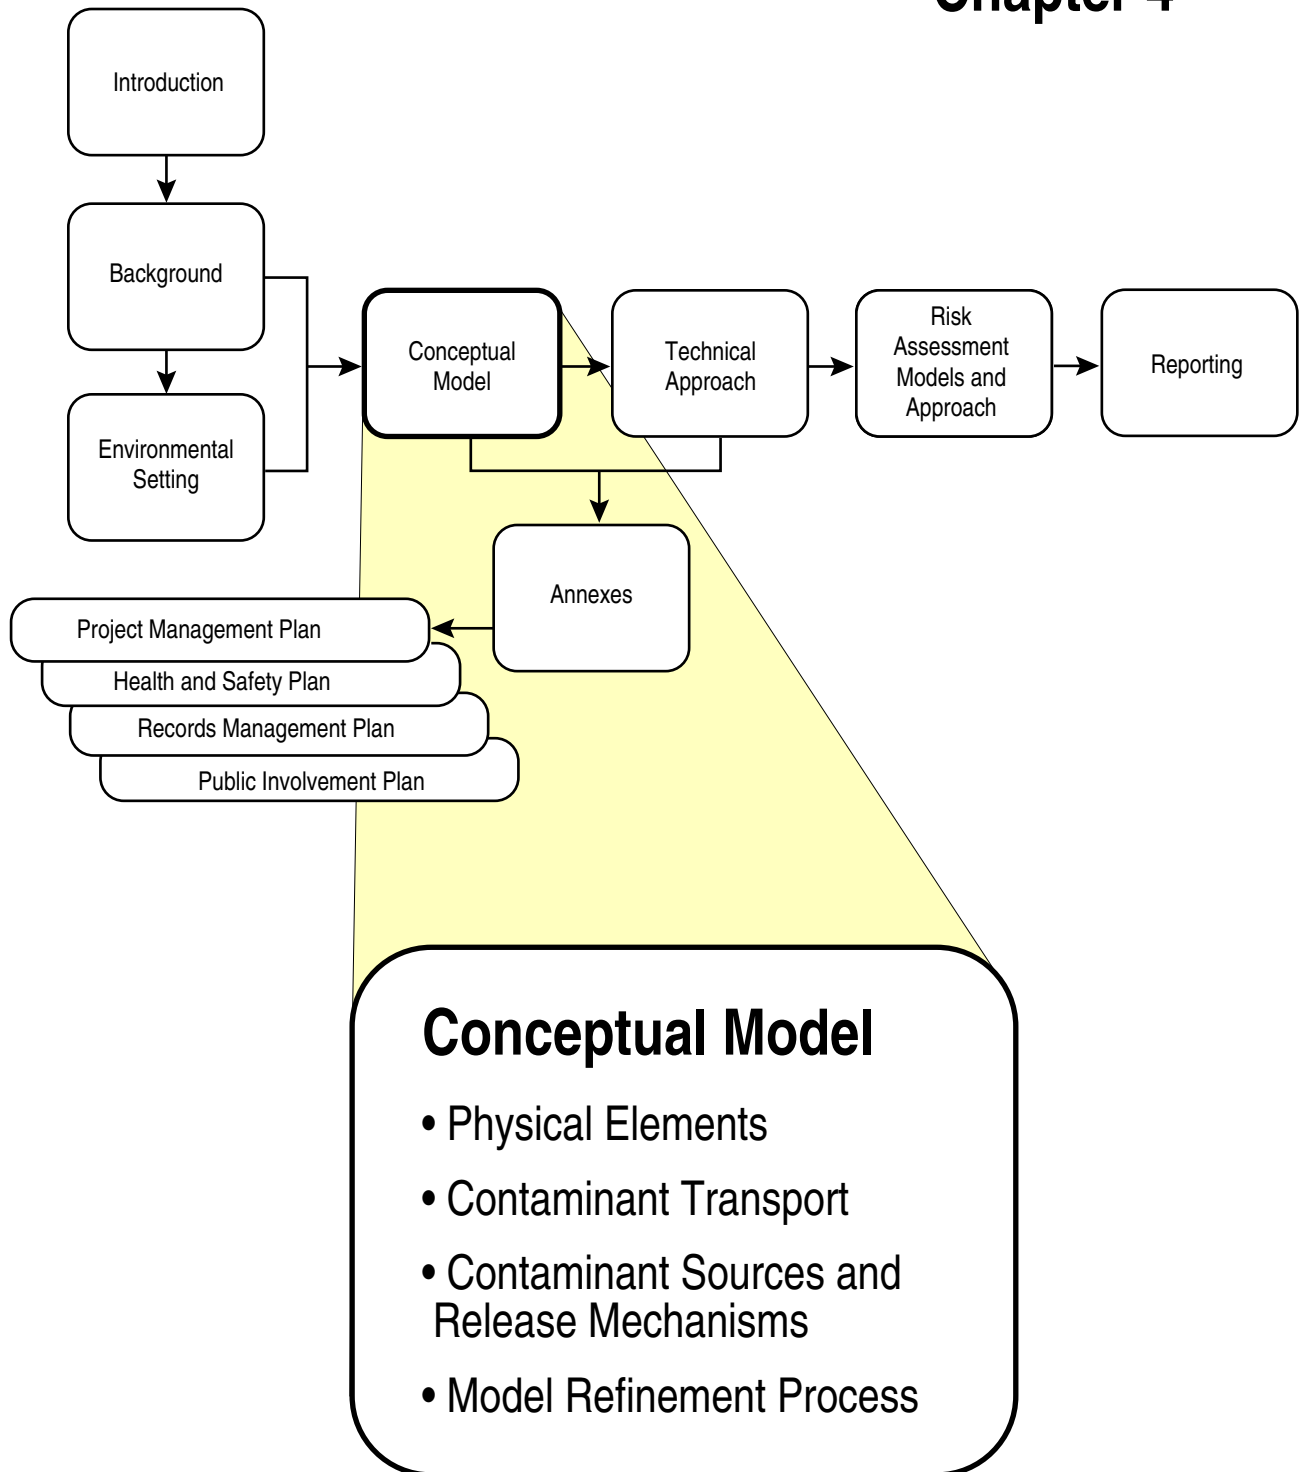 Chapter 4
Introduction
Background
Environmental
Setting
Conceptual
Model
Technical
Approach
Risk
Assessment
Models and
Approach
Reporting
Annexes
Project Management Plan
Health and Safety Plan
Records Management Plan
Public Involvement Plan
Conceptual Model
• Physical Elements
• Contaminant Transport
• Contaminant Sources and
Release Mechanisms
• Model Refinement Process